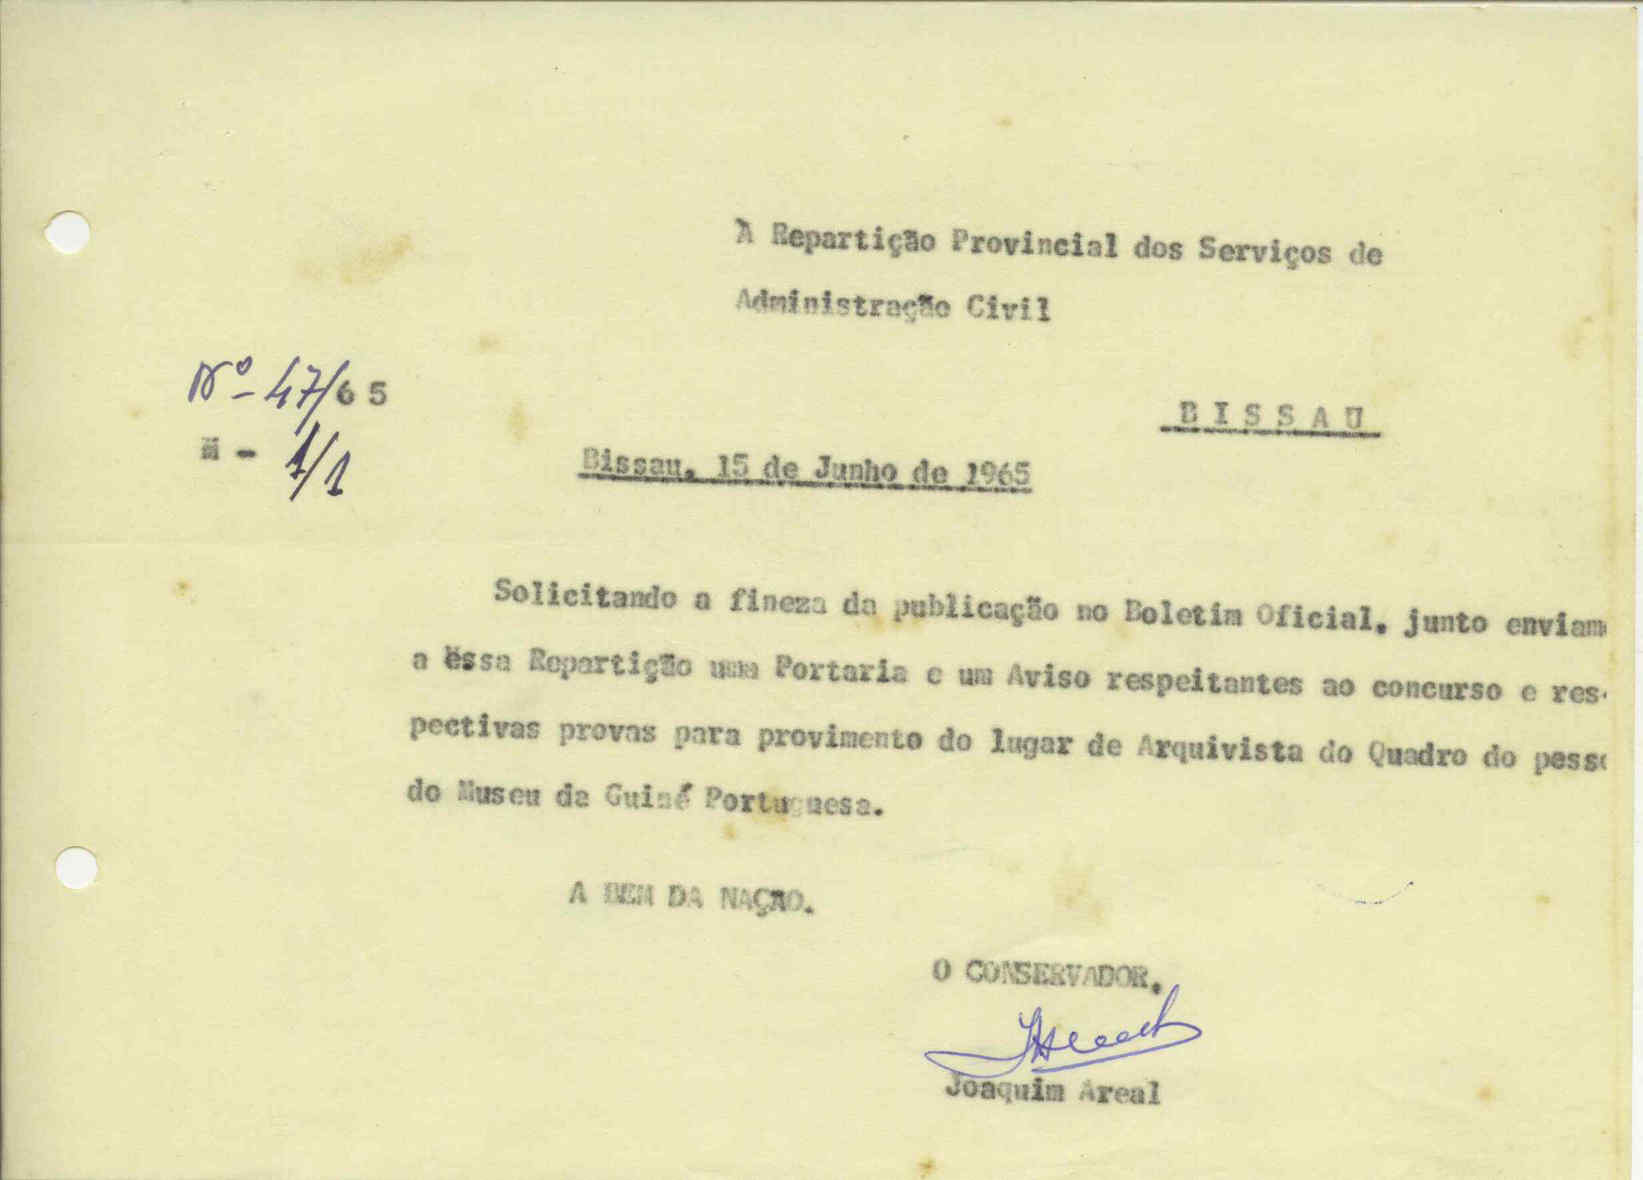 À Repartição Provincial dos Serviços de
Administração Civil
Nº - 47/65
B I S S A U
M - 1/1
Bissau, 15 de Junho de 1965
Solicitando a fineza da publicação no Boletim Oficial, junto enviam
a essa Repartição uma Portaria e um Aviso respeitantes ao concurso e res-
pectivas provas para provimento do lugar de Arquivista do Quadro do pesso
do Museu da Guiné Portuguesa.
A BEM DA NAÇÃO.
O CONSERVADOR,
Joaquim Areal